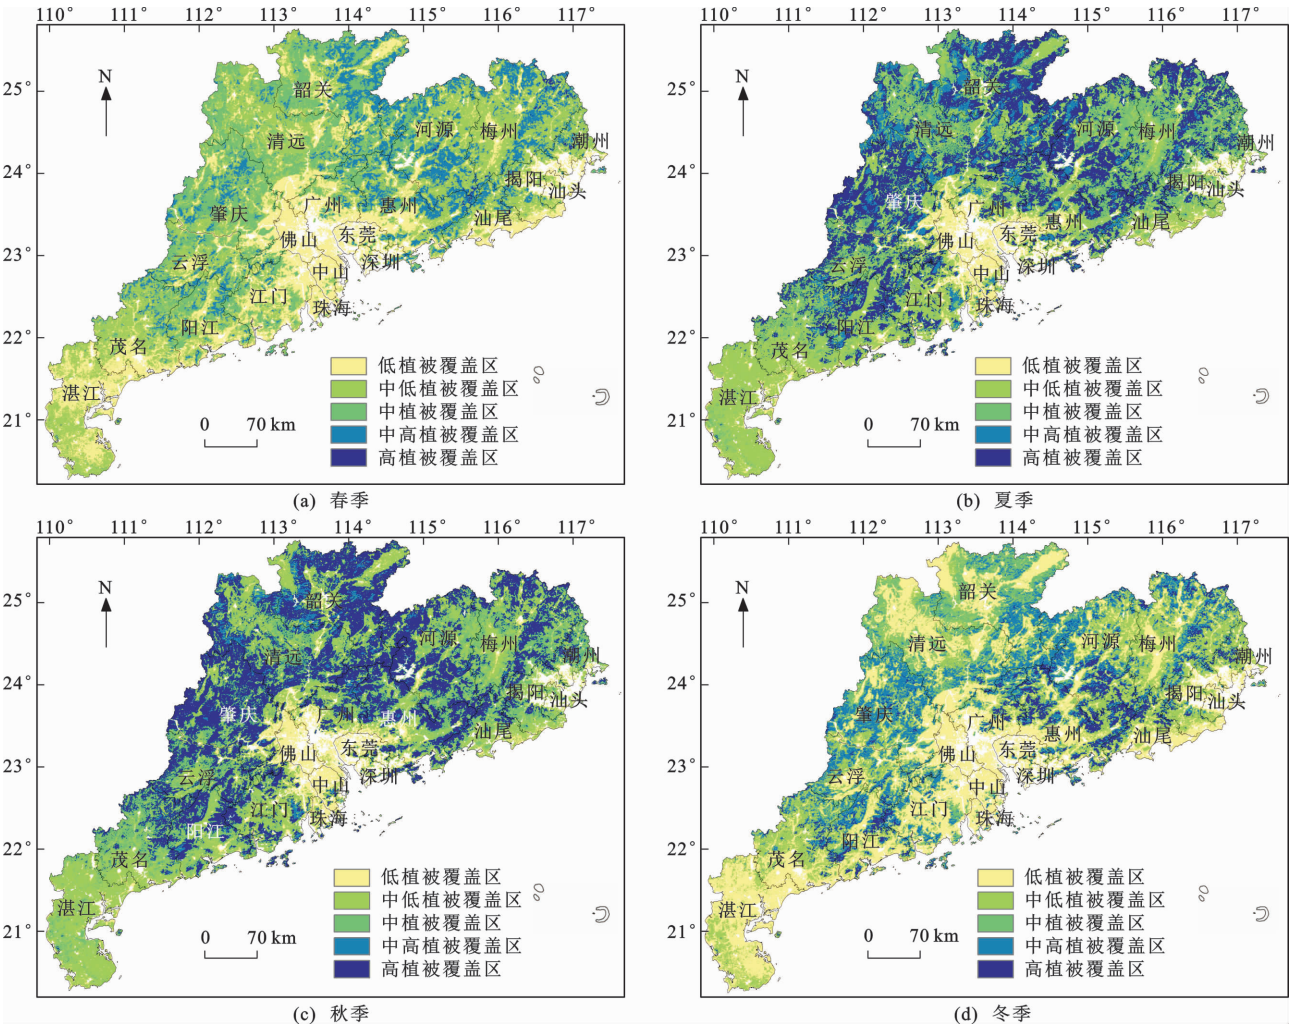 110° 111° 112° 113° 114° 115° 116° 117°
25°
24°
23°
22°
21°
N
韶关
清远
河源
梅州
潮州
揭阳
汕头
肇庆
广州
惠州
汕尾
佛山
东莞
云浮
中山
深圳
江门
珠海
阳江
茂名
湛江
0 70 km
低植被覆盖区
中低植被覆盖区
中植被覆盖区
中高植被覆盖区
高植被覆盖区
(a) 春季
110° 111° 112° 113° 114° 115° 116° 117°
25°
24°
23°
22°
21°
N
韶关
清远
河源
梅州
潮州
揭阳
汕头
肇庆
广州
惠州
汕尾
佛山
东莞
云浮
中山
深圳
江门
珠海
阳江
茂名
湛江
0 70 km
低植被覆盖区
中低植被覆盖区
中植被覆盖区
中高植被覆盖区
高植被覆盖区
(b) 夏季
110° 111° 112° 113° 114° 115° 116° 117°
25°
24°
23°
22°
21°
N
韶关
清远
河源
梅州
潮州
揭阳
汕头
肇庆
广州
惠州
汕尾
佛山
东莞
云浮
中山
深圳
江门
珠海
阳江
茂名
湛江
0 70 km
低植被覆盖区
中低植被覆盖区
中植被覆盖区
中高植被覆盖区
高植被覆盖区
(c) 秋季
110° 111° 112° 113° 114° 115° 116° 117°
25°
24°
23°
22°
21°
N
韶关
清远
河源
梅州
潮州
揭阳
汕头
肇庆
广州
惠州
汕尾
佛山
东莞
云浮
中山
深圳
江门
珠海
阳江
茂名
湛江
0 70 km
低植被覆盖区
中低植被覆盖区
中植被覆盖区
中高植被覆盖区
高植被覆盖区
(d) 冬季